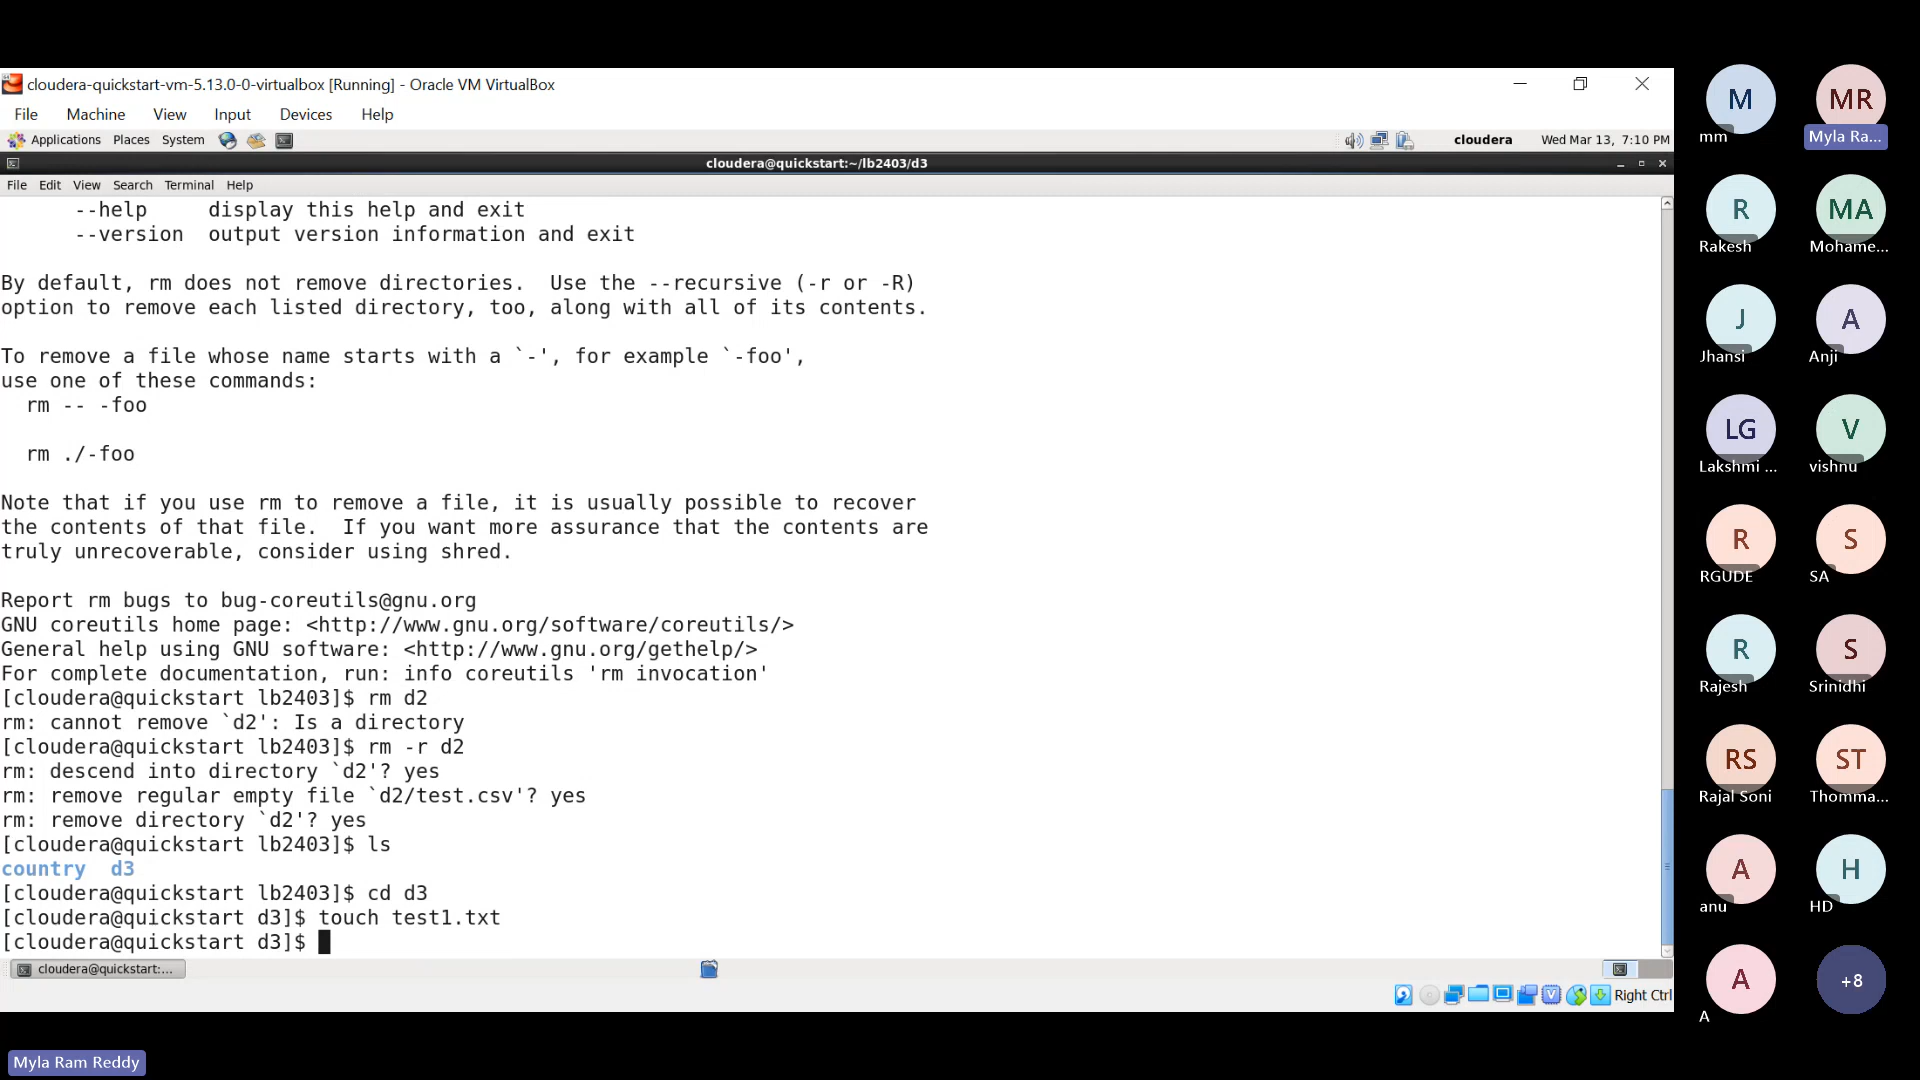 cloudera-quickstart-vm-5.13.0-0-virtualbox [Running] - Oracle VM VirtualBox
File Machine View Input Devices Help
Applications Places System cloudera Wed Mar 13, 7:10 PM
cloudera@quickstart:~/lb2403/d3
File Edit View Search Terminal Help
--help display this help and exit
--version output version information and exit
By default, rm does not remove directories. Use the --recursive (-r or -R)
option to remove each listed directory, too, along with all of its contents.
To remove a file whose name starts with a `-', for example `-foo',
use one of these commands:
rm -- -foo
rm ./-foo
Note that if you use rm to remove a file, it is usually possible to recover
the contents of that file. If you want more assurance that the contents are
truly unrecoverable, consider using shred.
Report rm bugs to bug-coreutils@gnu.org
GNU coreutils home page: <http://www.gnu.org/software/coreutils/>
General help using GNU software: <http://www.gnu.org/gethelp/>
For complete documentation, run: info coreutils 'rm invocation'
[cloudera@quickstart lb2403]$ rm d2
rm: cannot remove `d2': Is a directory
[cloudera@quickstart lb2403]$ rm -r d2
rm: descend into directory `d2'? yes
rm: remove regular empty file `d2/test.csv'? yes
rm: remove directory `d2'? yes
[cloudera@quickstart lb2403]$ ls
country d3
[cloudera@quickstart lb2403]$ cd d3
[cloudera@quickstart d3]$ touch test1.txt
[cloudera@quickstart d3]$
cloudera@quickstart:...
Right Ctrl
Myla Ram Reddy
M MR
mm Myla Ra...
R MA
Rakesh Mohame...
J A
Jhansi Anji
LG V
Lakshmi ... vishnu
R S
RGUDE SA
R S
Rajesh Srinidhi
RS ST
Rajal Soni Thomma...
A H
anu HD
A +8
A